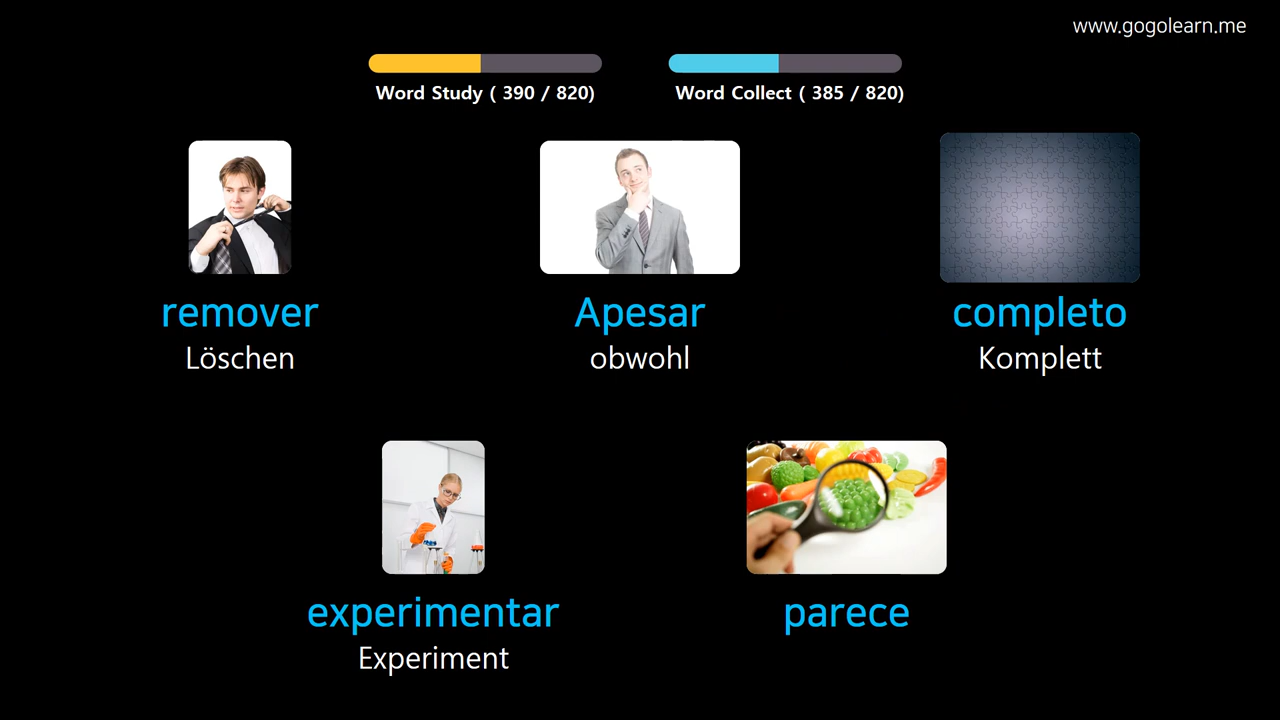 www.gogolearn.me
Word Study ( 390 / 820)
Word Collect ( 385 / 820)
remover
Löschen
Apesar
obwohl
completo
Komplett
experimentar
Experiment
parece